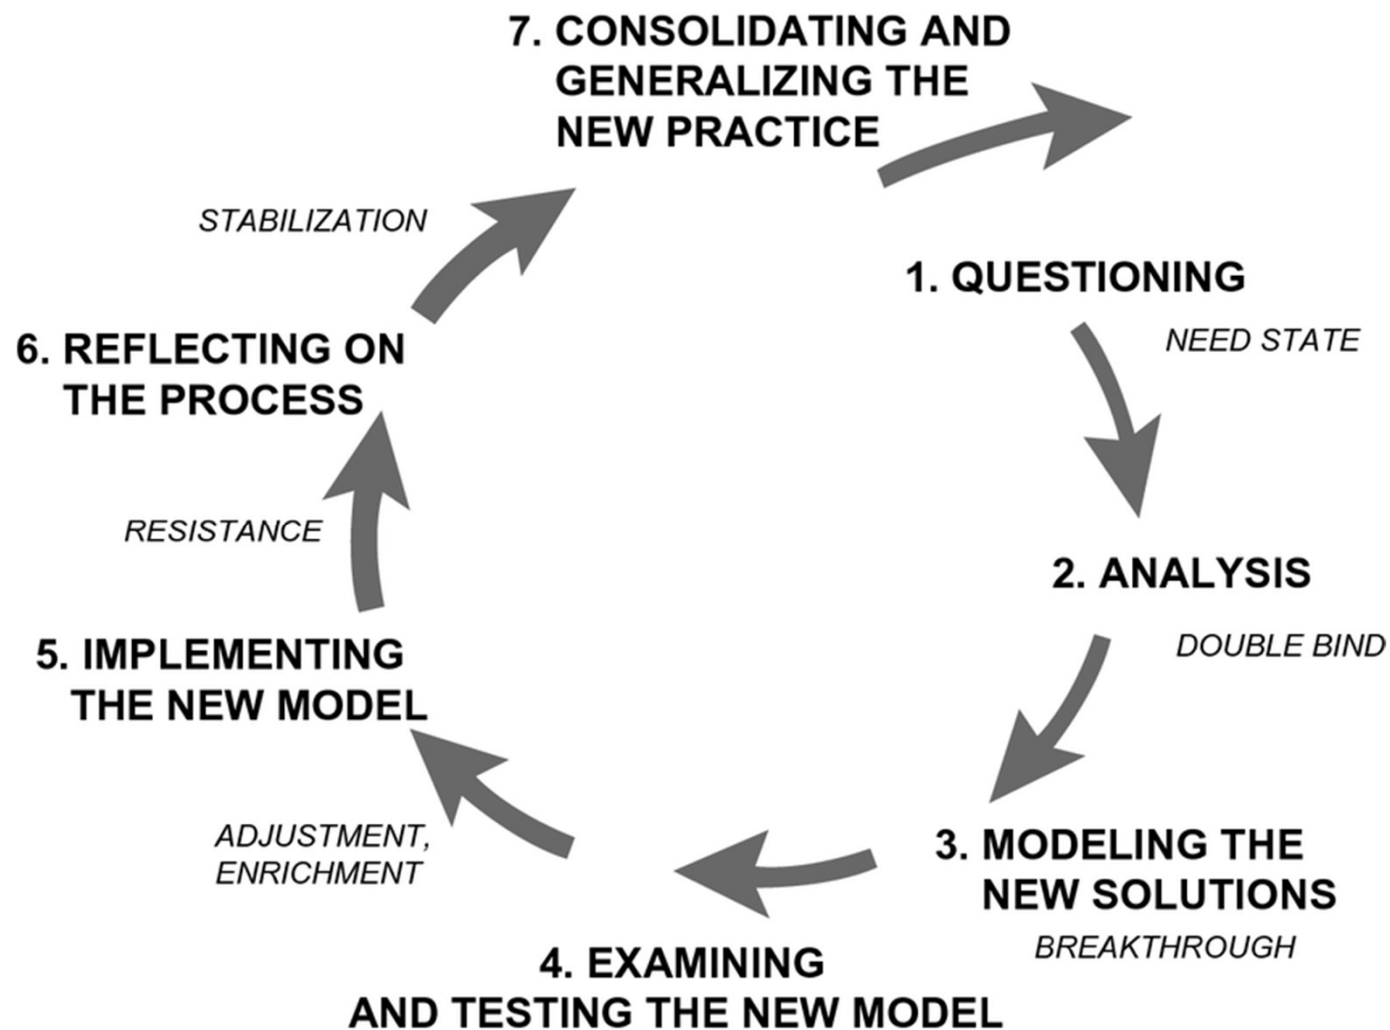 7. CONSOLIDATING AND
GENERALIZING THE
NEW PRACTICE
STABILIZATION
1. QUESTIONING
NEED STATE
6. REFLECTING ON
THE PROCESS
RESISTANCE
2. ANALYSIS
DOUBLE BIND
5. IMPLEMENTING
THE NEW MODEL
ADJUSTMENT,
ENRICHMENT
3. MODELING THE
NEW SOLUTIONS
BREAKTHROUGH
4. EXAMINING
AND TESTING THE NEW MODEL